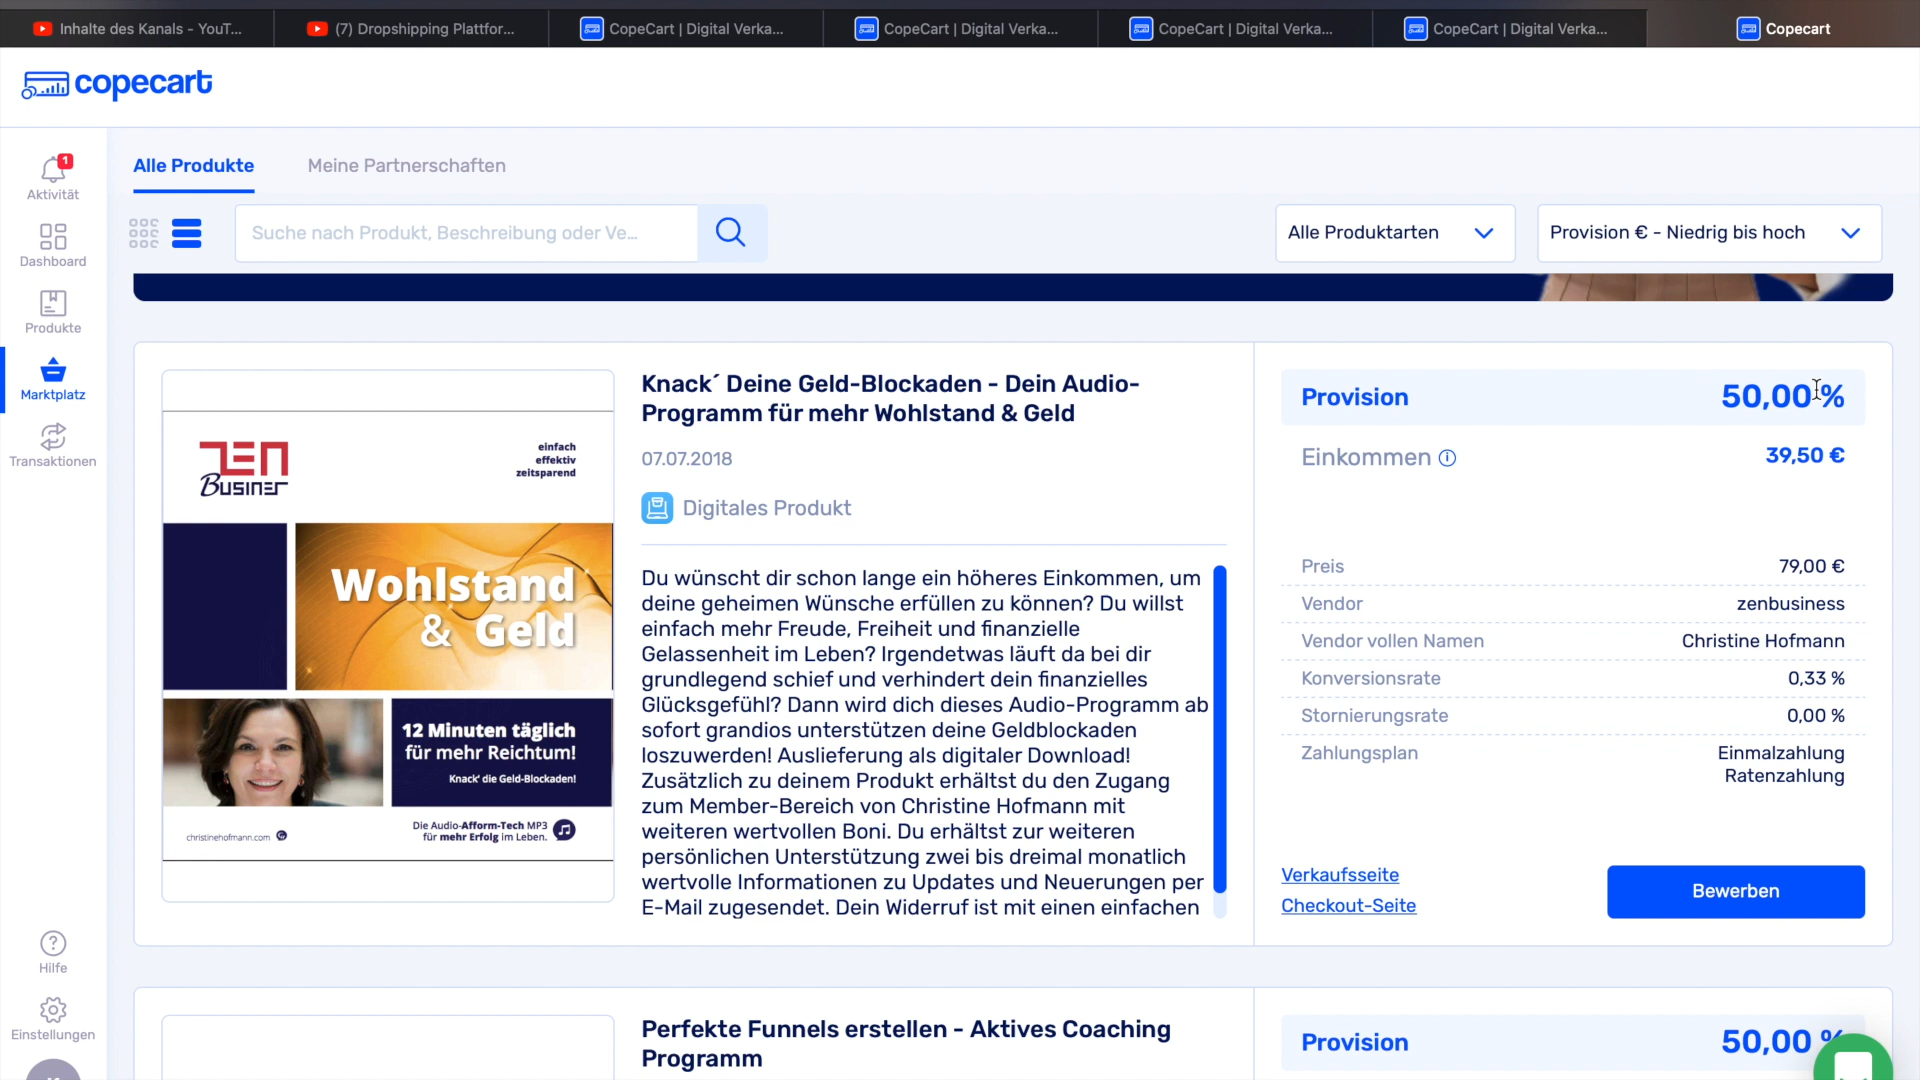 Inhalte des Kanals - YouT...
(7) Dropshipping Plattfor...
CopeCart | Digital Verka...
CopeCart | Digital Verka...
CopeCart | Digital Verka...
CopeCart | Digital Verka...
Copecart
copecart
1
Aktivität
Dashboard
Produkte
Marktplatz
Transaktionen
Hilfe
Einstellungen
Alle Produkte
Meine Partnerschaften
Suche nach Produkt, Beschreibung oder Ve...
Alle Produktarten
Provision € - Niedrig bis hoch
ZEN
Business
einfach
effektiv
zeitsparend
Wohlstand
& Geld
12 Minuten täglich
für mehr Reichtum!
Knack' die Geld-Blockaden!
christinehofmann.com
Die Audio-Afform-Tech MP3
für mehr Erfolg im Leben.
Knack´ Deine Geld-Blockaden - Dein Audio-
Programm für mehr Wohlstand & Geld
07.07.2018
Digitales Produkt
Du wünscht dir schon lange ein höheres Einkommen, um
deine geheimen Wünsche erfüllen zu können? Du willst
einfach mehr Freude, Freiheit und finanzielle
Gelassenheit im Leben? Irgendetwas läuft da bei dir
grundlegend schief und verhindert dein finanzielles
Glücksgefühl? Dann wird dich dieses Audio-Programm ab
sofort grandios unterstützen deine Geldblockaden
loszuwerden! Auslieferung als digitaler Download!
Zusätzlich zu deinem Produkt erhältst du den Zugang
zum Member-Bereich von Christine Hofmann mit
weiteren wertvollen Boni. Du erhältst zur weiteren
persönlichen Unterstützung zwei bis dreimal monatlich
wertvolle Informationen zu Updates und Neuerungen per
E-Mail zugesendet. Dein Widerruf ist mit einen einfachen
Provision 50,00 %
Einkommen 39,50 €
Preis 79,00 €
Vendor zenbusiness
Vendor vollen Namen Christine Hofmann
Konversionsrate 0,33 %
Stornierungsrate 0,00 %
Zahlungsplan Einmalzahlung
Ratenzahlung
Verkaufsseite
Checkout-Seite
Bewerben
Perfekte Funnels erstellen - Aktives Coaching
Programm
Provision 50,00 %